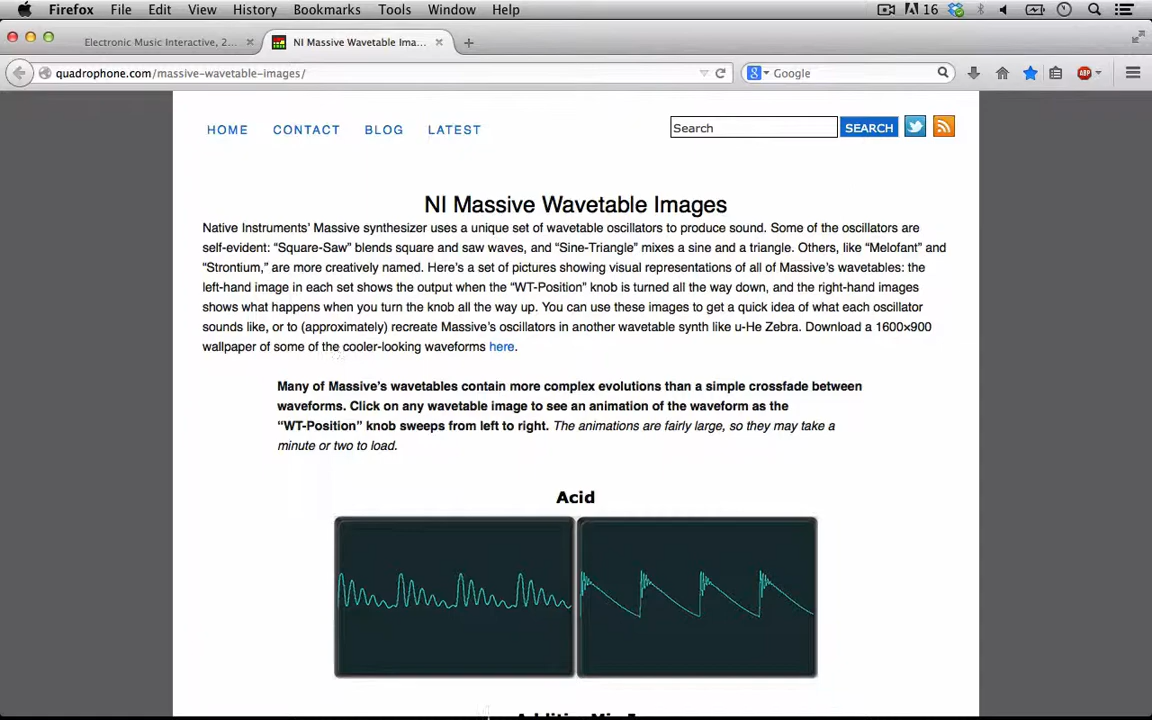 Firefox File Edit View History Bookmarks Tools Window Help 16
Electronic Music Interactive, 2... NI Massive Wavetable Ima...
quadrophone.com/massive-wavetable-images/ Google ABP
HOME CONTACT BLOG LATEST Search SEARCH
NI Massive Wavetable Images
Native Instruments' Massive synthesizer uses a unique set of wavetable oscillators to produce sound. Some of the oscillators are
self-evident: "Square-Saw" blends square and saw waves, and "Sine-Triangle" mixes a sine and a triangle. Others, like "Melofant" and
"Strontium," are more creatively named. Here's a set of pictures showing visual representations of all of Massive's wavetables: the
left-hand image in each set shows the output when the "WT-Position" knob is turned all the way down, and the right-hand images
shows what happens when you turn the knob all the way up. You can use these images to get a quick idea of what each oscillator
sounds like, or to (approximately) recreate Massive's oscillators in another wavetable synth like u-He Zebra. Download a 1600×900
wallpaper of some of the cooler-looking waveforms here.
Many of Massive's wavetables contain more complex evolutions than a simple crossfade between
waveforms. Click on any wavetable image to see an animation of the waveform as the
"WT-Position" knob sweeps from left to right. The animations are fairly large, so they may take a
minute or two to load.
Acid